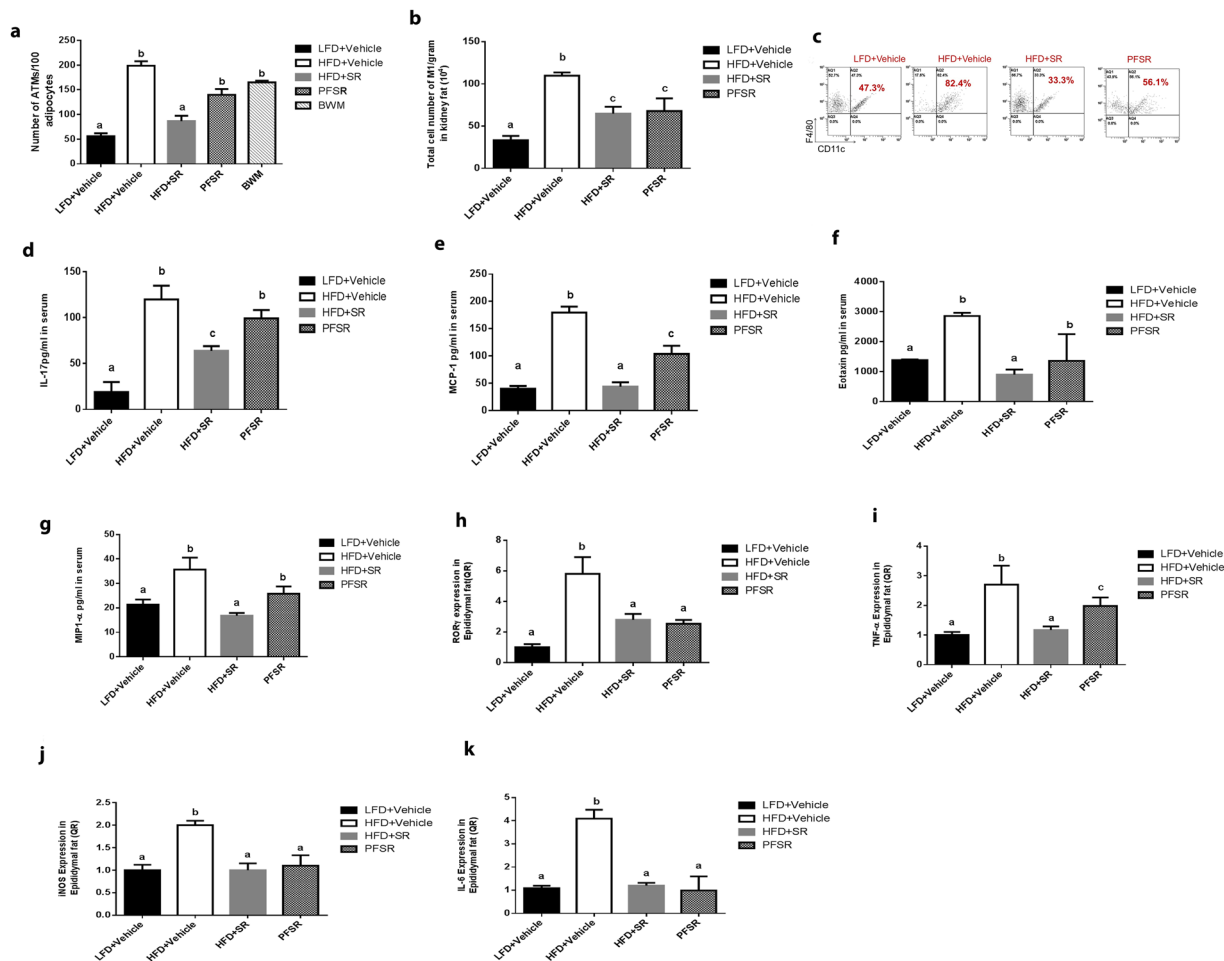 a
Number of ATMs/100
adipocytes
250
200
150
100
50
0
a
b
a
b
b
LFD+Vehicle
HFD+Vehicle
HFD+SR
PFSR
BWM
LFD+Vehicle
HFD+Vehicle
HFD+SR
PFSR
BWM
b
Total cell number of M1/gram
in kidney fat (10⁴)
150
100
50
0
a
b
c
c
LFD+Vehicle
HFD+Vehicle
HFD+SR
PFSR
LFD+Vehicle
HFD+Vehicle
HFD+SR
PFSR
c
LFD+Vehicle
HFD+Vehicle
HFD+SR
PFSR
47.3%
82.4%
33.3%
56.1%
F4/80
CD11c
d
IL-17pg/ml in serum
150
100
50
0
a
b
c
b
LFD+Vehicle
HFD+Vehicle
HFD+SR
PFSR
LFD+Vehicle
HFD+Vehicle
HFD+SR
PFSR
e
MCP-1 pg/ml in serum
250
200
150
100
50
0
a
b
a
c
LFD+Vehicle
HFD+Vehicle
HFD+SR
PFSR
LFD+Vehicle
HFD+Vehicle
HFD+SR
PFSR
f
Eotaxin pg/ml in serum
4000
3000
2000
1000
0
a
b
a
b
LFD+Vehicle
HFD+Vehicle
HFD+SR
PFSR
LFD+Vehicle
HFD+Vehicle
HFD+SR
PFSR
g
MIP1-α pg/ml in serum
50
40
30
20
10
0
a
b
a
b
LFD+Vehicle
HFD+Vehicle
HFD+SR
PFSR
LFD+Vehicle
HFD+Vehicle
HFD+SR
PFSR
h
RORγ expression in
Epididymal fat(QR)
8
6
4
2
0
a
b
a
a
LFD+Vehicle
HFD+Vehicle
HFD+SR
PFSR
LFD+Vehicle
HFD+Vehicle
HFD+SR
PFSR
i
TNF-α Expression in
Epididymal fat (QR)
4
3
2
1
0
a
b
a
c
LFD+Vehicle
HFD+Vehicle
HFD+SR
PFSR
LFD+Vehicle
HFD+Vehicle
HFD+SR
PFSR
j
iNOS Expression in
Epididymal fat (QR)
2.5
2.0
1.5
1.0
0.5
0.0
a
b
a
a
LFD+Vehicle
HFD+Vehicle
HFD+SR
PFSR
LFD+Vehicle
HFD+Vehicle
HFD+SR
PFSR
k
IL-6 Expression in
Epididymal fat (QR)
6
5
4
3
2
1
0
a
b
a
a
LFD+Vehicle
HFD+Vehicle
HFD+SR
PFSR
LFD+Vehicle
HFD+Vehicle
HFD+SR
PFSR